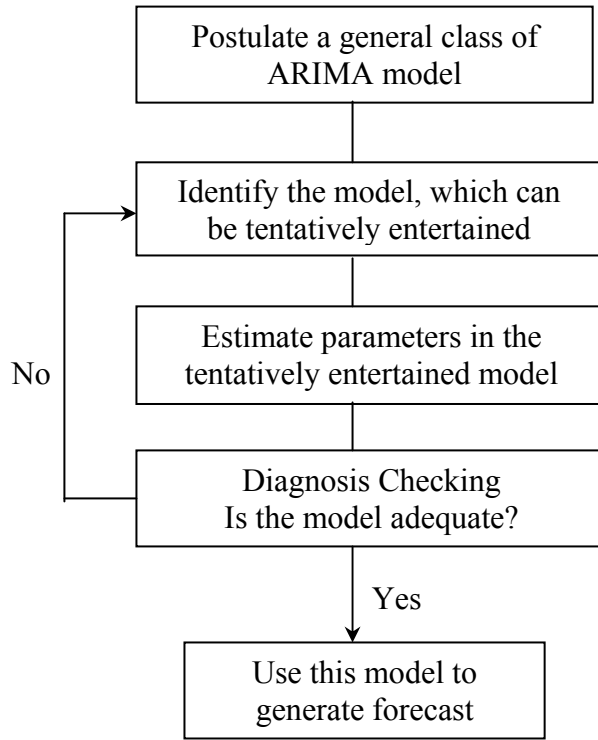 Postulate a general class of
ARIMA model
Identify the model, which can
be tentatively entertained
Estimate parameters in the
tentatively entertained model
No
Diagnosis Checking
Is the model adequate?
Yes
Use this model to
generate forecast